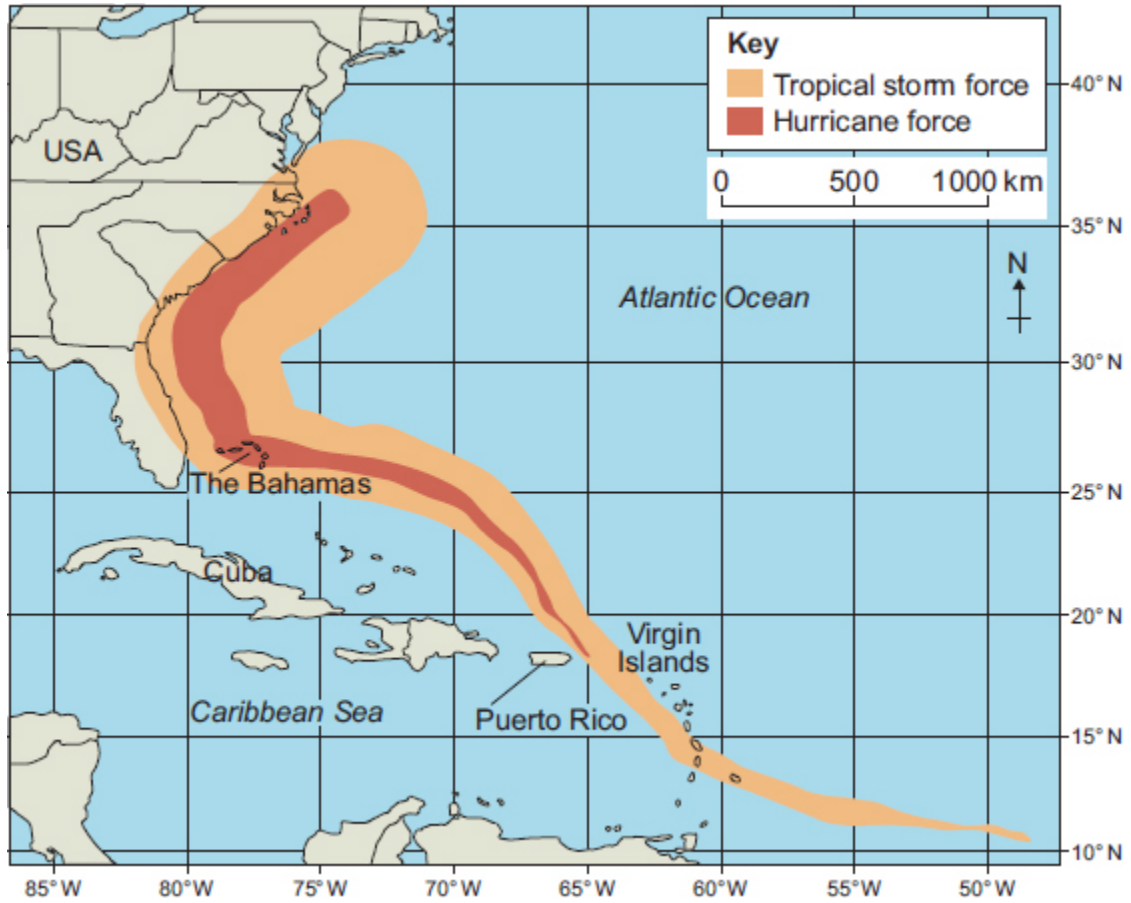 Key
Tropical storm force
Hurricane force
0 500 1000 km
40° N
USA
35° N
N
Atlantic Ocean
30° N
The Bahamas
25° N
Cuba
20° N
Virgin
Islands
Caribbean Sea
Puerto Rico
15° N
10° N
85°W 80°W 75°W 70°W 65°W 60°W 55°W 50°W